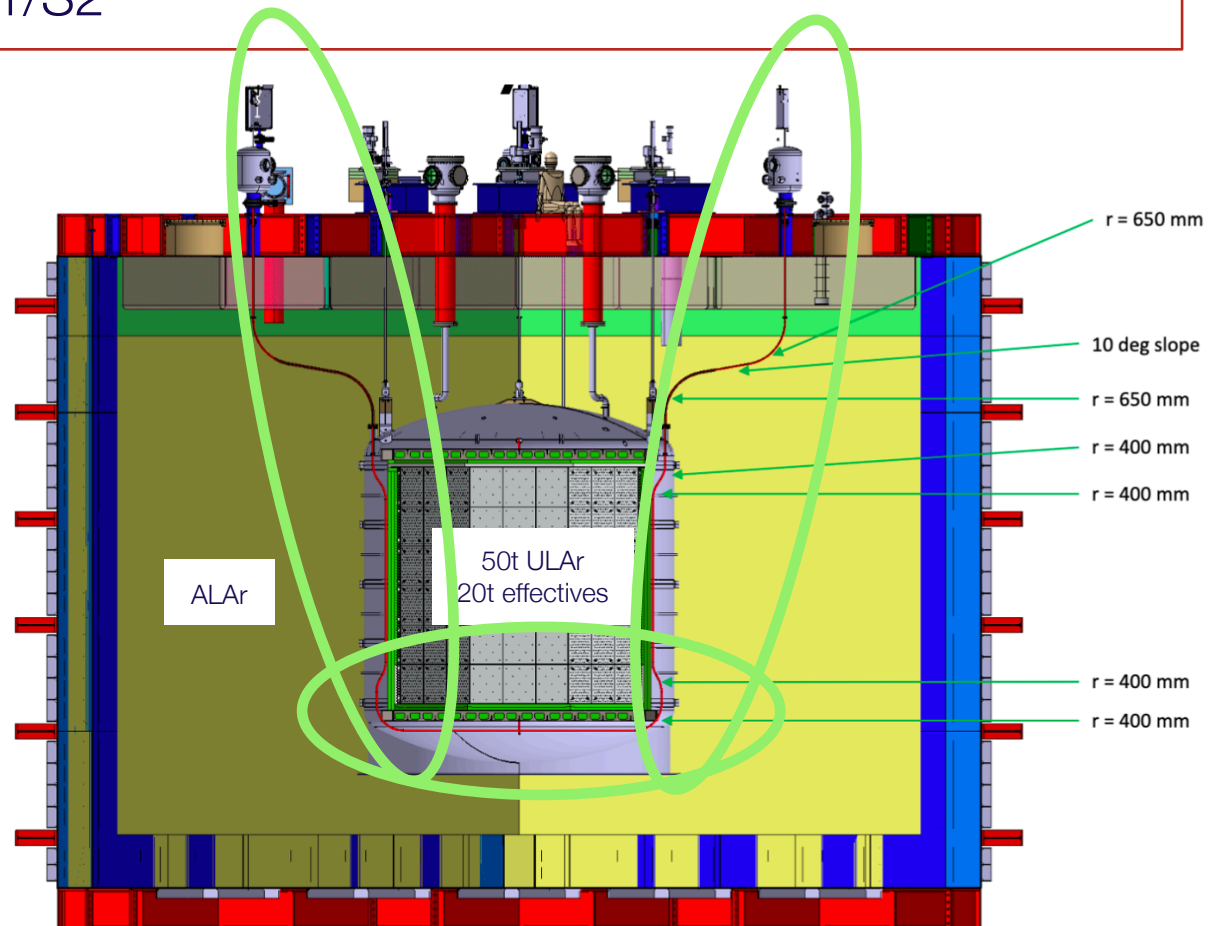 r = 650 mm
10 deg slope
r = 650 mm
r = 400 mm
r = 400 mm
50t ULAr
20t effectives
ALAr
r = 400 mm
r = 400 mm